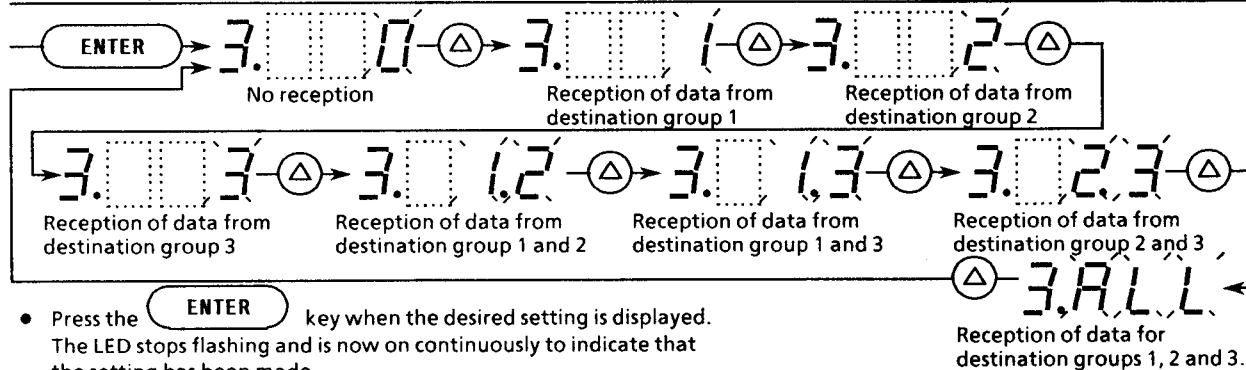 ENTER 3. 0 3. 1 3. 2
No reception
Reception of data from
destination group 1
Reception of data from
destination group 2
3. 3 3. 1.2 3. 1.3 3. 2.3
Reception of data from
destination group 3
Reception of data from
destination group 1 and 2
Reception of data from
destination group 1 and 3
Reception of data from
destination group 2 and 3
3.ALL
Reception of data for
destination groups 1, 2 and 3.
• Press the ENTER key when the desired setting is displayed.
The LED stops flashing and is now on continuously to indicate that
the setting has been made